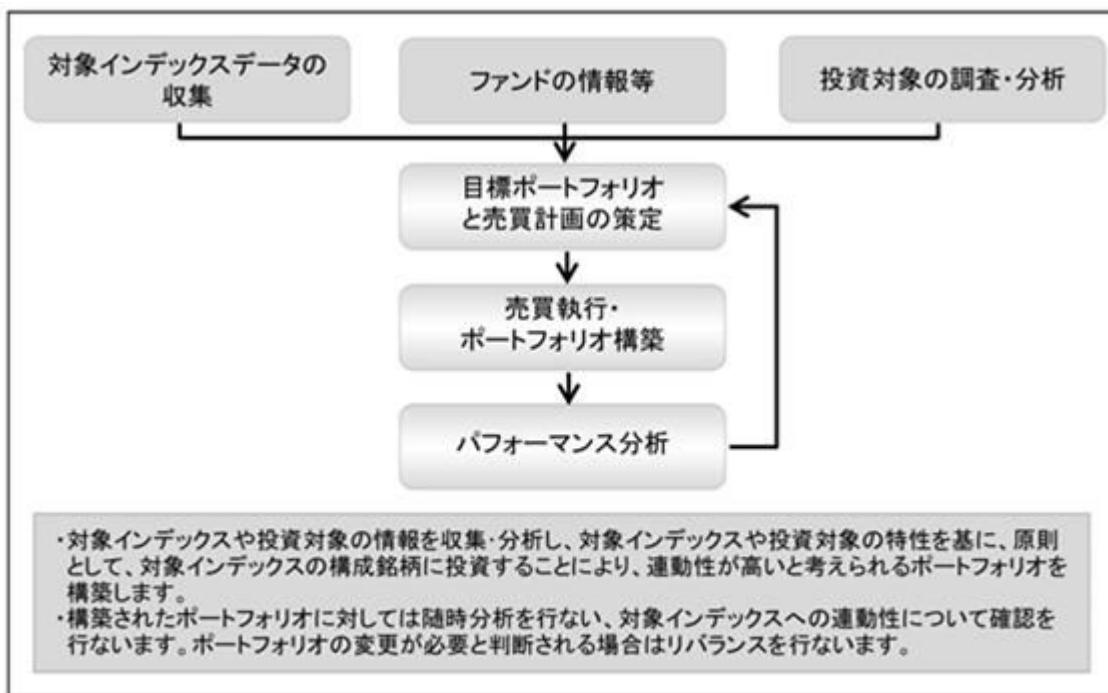 対象インデックスデータの
収集
ファンドの情報等
投資対象の調査・分析
目標ポートフォリオ
と売買計画の策定
売買執行・
ポートフォリオ構築
パフォーマンス分析
・対象インデックスや投資対象の情報を収集・分析し、対象インデックスや投資対象の特性を基に、原則
として、対象インデックスの構成銘柄に投資することにより、連動性が高いと考えられるポートフォリオを
構築します。
・構築されたポートフォリオに対しては随時分析を行ない、対象インデックスへの連動性について確認を
行ないます。ポートフォリオの変更が必要と判断される場合はリバランスを行ないます。